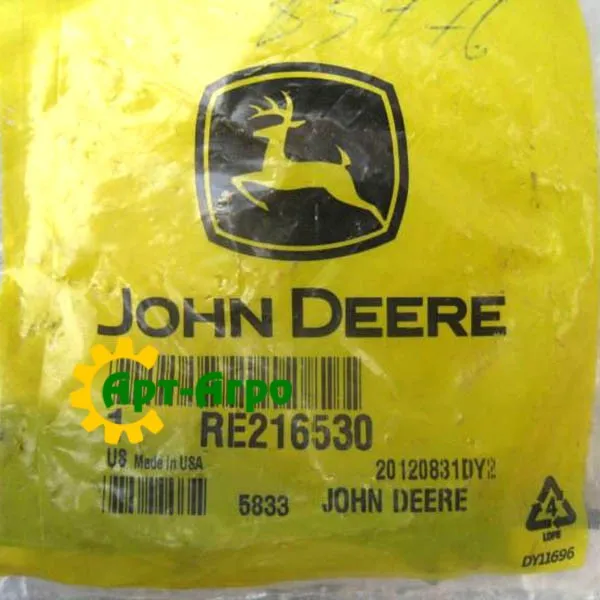 JOHN DEERE
Арт-Агро
1 RE216530
US Made in USA
20120831DY2
5833 JOHN DEERE
4
LDPE
DY11696